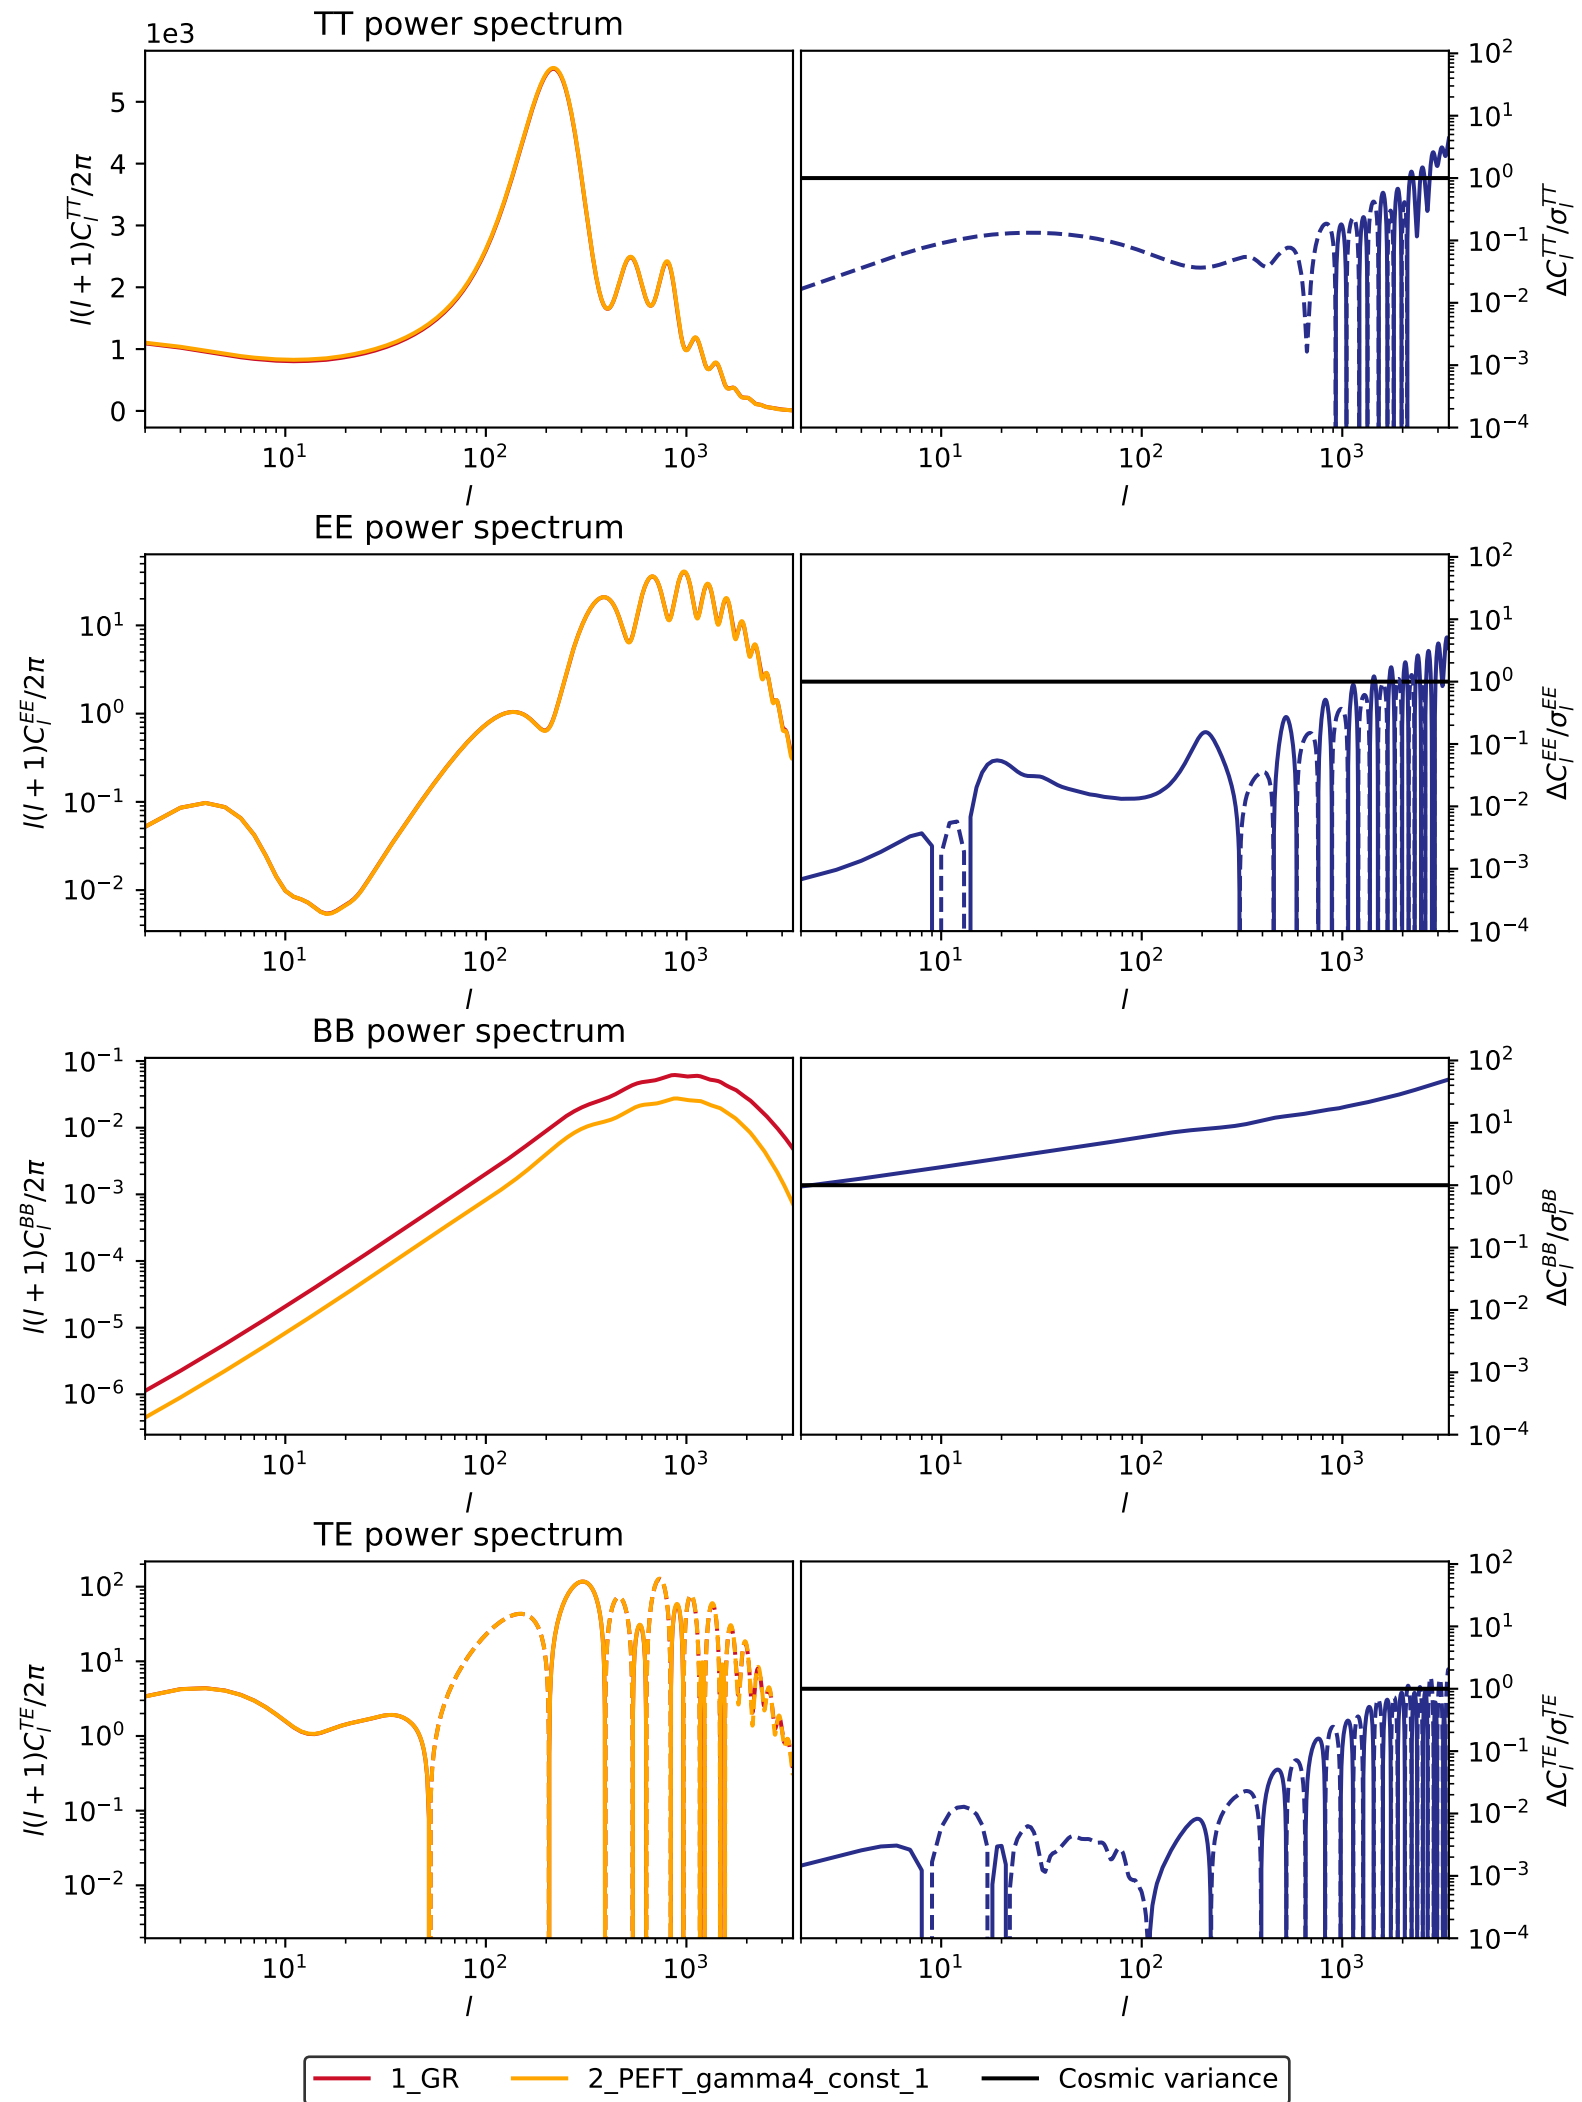 TT power spectrum
1e3
l(l + 1)C_l^{TT}/2π
5
4
3
2
1
0
10^1 10^2 10^3
l
10^2
10^1
10^0
10^{−1}
10^{−2}
10^{−3}
10^{−4}
ΔC_l^{TT}/σ_l^{TT}
10^1 10^2 10^3
l
EE power spectrum
l(l + 1)C_l^{EE}/2π
10^1
10^0
10^{−1}
10^{−2}
10^1 10^2 10^3
l
10^2
10^1
10^0
10^{−1}
10^{−2}
10^{−3}
10^{−4}
ΔC_l^{EE}/σ_l^{EE}
10^1 10^2 10^3
l
BB power spectrum
l(l + 1)C_l^{BB}/2π
10^{−1}
10^{−2}
10^{−3}
10^{−4}
10^{−5}
10^{−6}
10^1 10^2 10^3
l
10^2
10^1
10^0
10^{−1}
10^{−2}
10^{−3}
10^{−4}
ΔC_l^{BB}/σ_l^{BB}
10^1 10^2 10^3
l
TE power spectrum
l(l + 1)C_l^{TE}/2π
10^2
10^1
10^0
10^{−1}
10^{−2}
10^1 10^2 10^3
l
10^2
10^1
10^0
10^{−1}
10^{−2}
10^{−3}
10^{−4}
ΔC_l^{TE}/σ_l^{TE}
10^1 10^2 10^3
l
1_GR 2_PEFT_gamma4_const_1 Cosmic variance